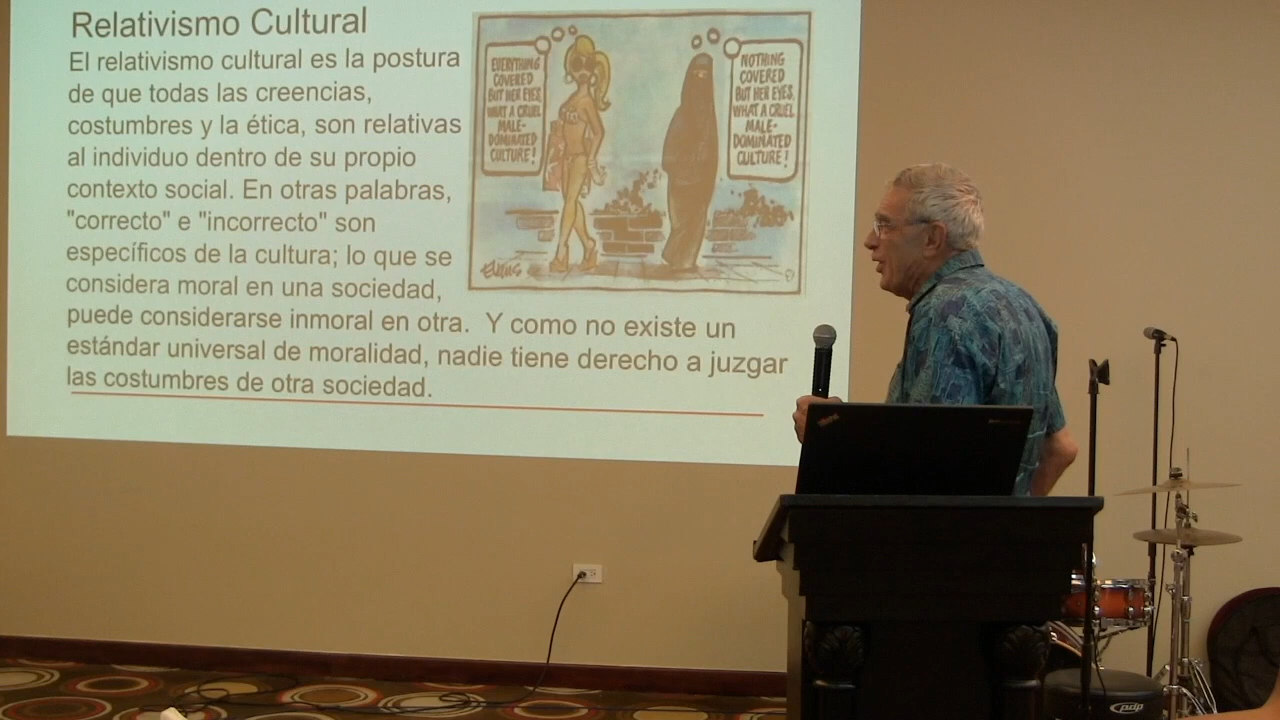 Relativismo Cultural
El relativismo cultural es la postura
de que todas las creencias,
costumbres y la ética, son relativas
al individuo dentro de su propio
contexto social. En otras palabras,
"correcto" e "incorrecto" son
específicos de la cultura; lo que se
considera moral en una sociedad,
puede considerarse inmoral en otra. Y como no existe un
estándar universal de moralidad, nadie tiene derecho a juzgar
las costumbres de otra sociedad.
EVERYTHING
COVERED
BUT HER EYES,
WHAT A CRUEL
MALE-
DOMINATED
CULTURE!
NOTHING
COVERED
BUT HER EYES,
WHAT A CRUEL
MALE-
DOMINATED
CULTURE!
ThinkPad
pdp